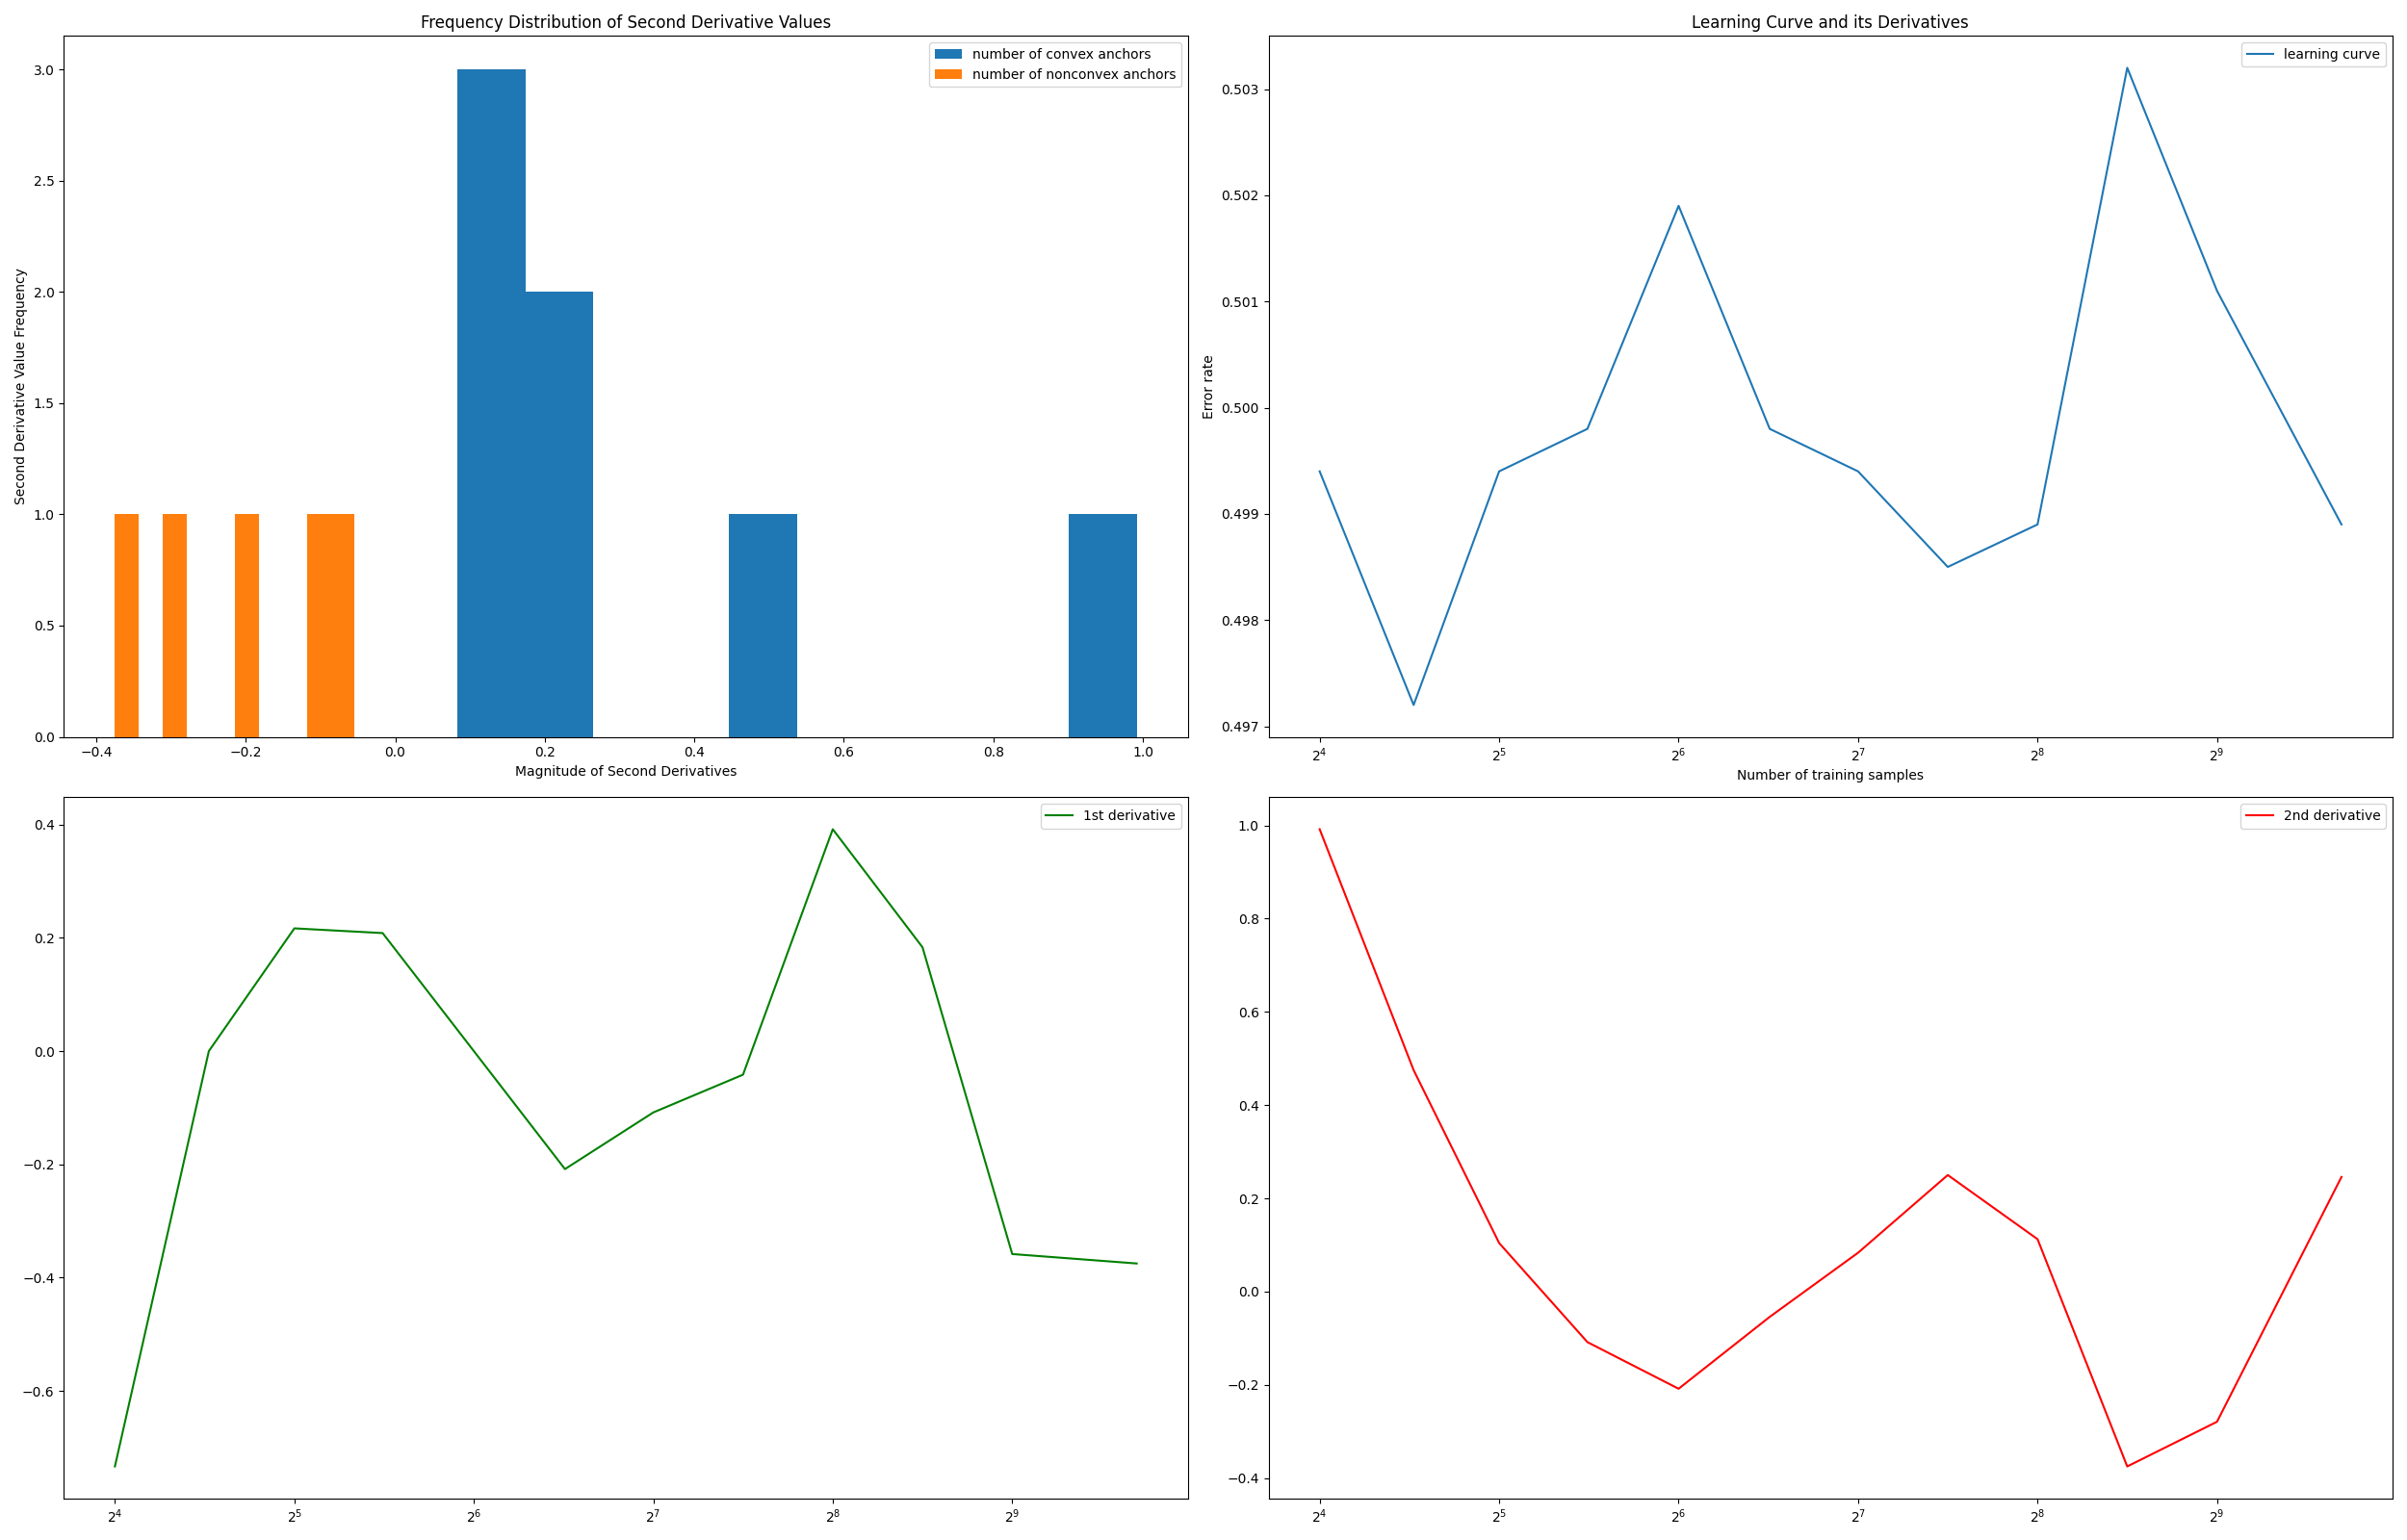 Frequency Distribution of Second Derivative Values
number of convex anchors
number of nonconvex anchors
3.0
2.5
2.0
1.5
1.0
0.5
0.0
Second Derivative Value Frequency
−0.4 −0.2 0.0 0.2 0.4 0.6 0.8 1.0
Magnitude of Second Derivatives
Learning Curve and its Derivatives
learning curve
0.503
0.502
0.501
0.500
0.499
0.498
0.497
Error rate
2⁴ 2⁵ 2⁶ 2⁷ 2⁸ 2⁹
Number of training samples
1st derivative
0.4
0.2
0.0
−0.2
−0.4
−0.6
2⁴ 2⁵ 2⁶ 2⁷ 2⁸ 2⁹
2nd derivative
1.0
0.8
0.6
0.4
0.2
0.0
−0.2
−0.4
2⁴ 2⁵ 2⁶ 2⁷ 2⁸ 2⁹